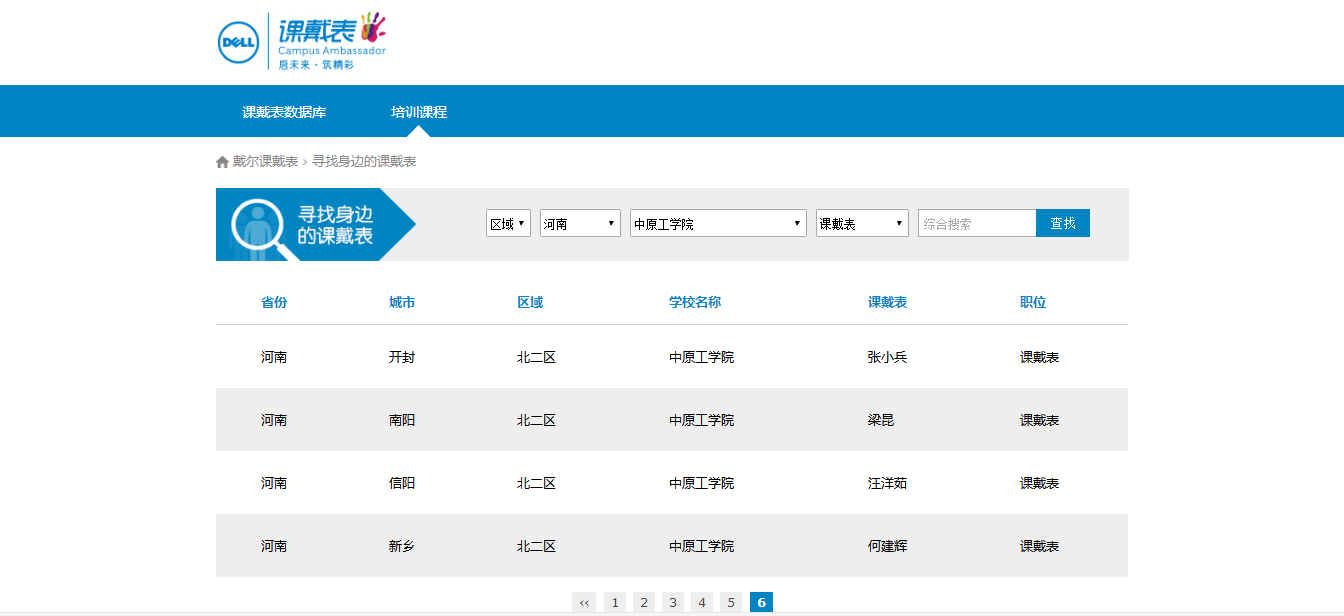 DELL
课戴表
Campus Ambassador
启未来·筑精彩
课戴表数据库 培训课程
戴尔课戴表 › 寻找身边的课戴表
寻找身边
的课戴表
区域 河南 中原工学院 课戴表 综合搜索 查找
省份 城市 区域 学校名称 课戴表 职位
河南 开封 北二区 中原工学院 张小兵 课戴表
河南 南阳 北二区 中原工学院 梁昆 课戴表
河南 信阳 北二区 中原工学院 汪洋茹 课戴表
河南 新乡 北二区 中原工学院 何建辉 课戴表
‹‹ 1 2 3 4 5 6